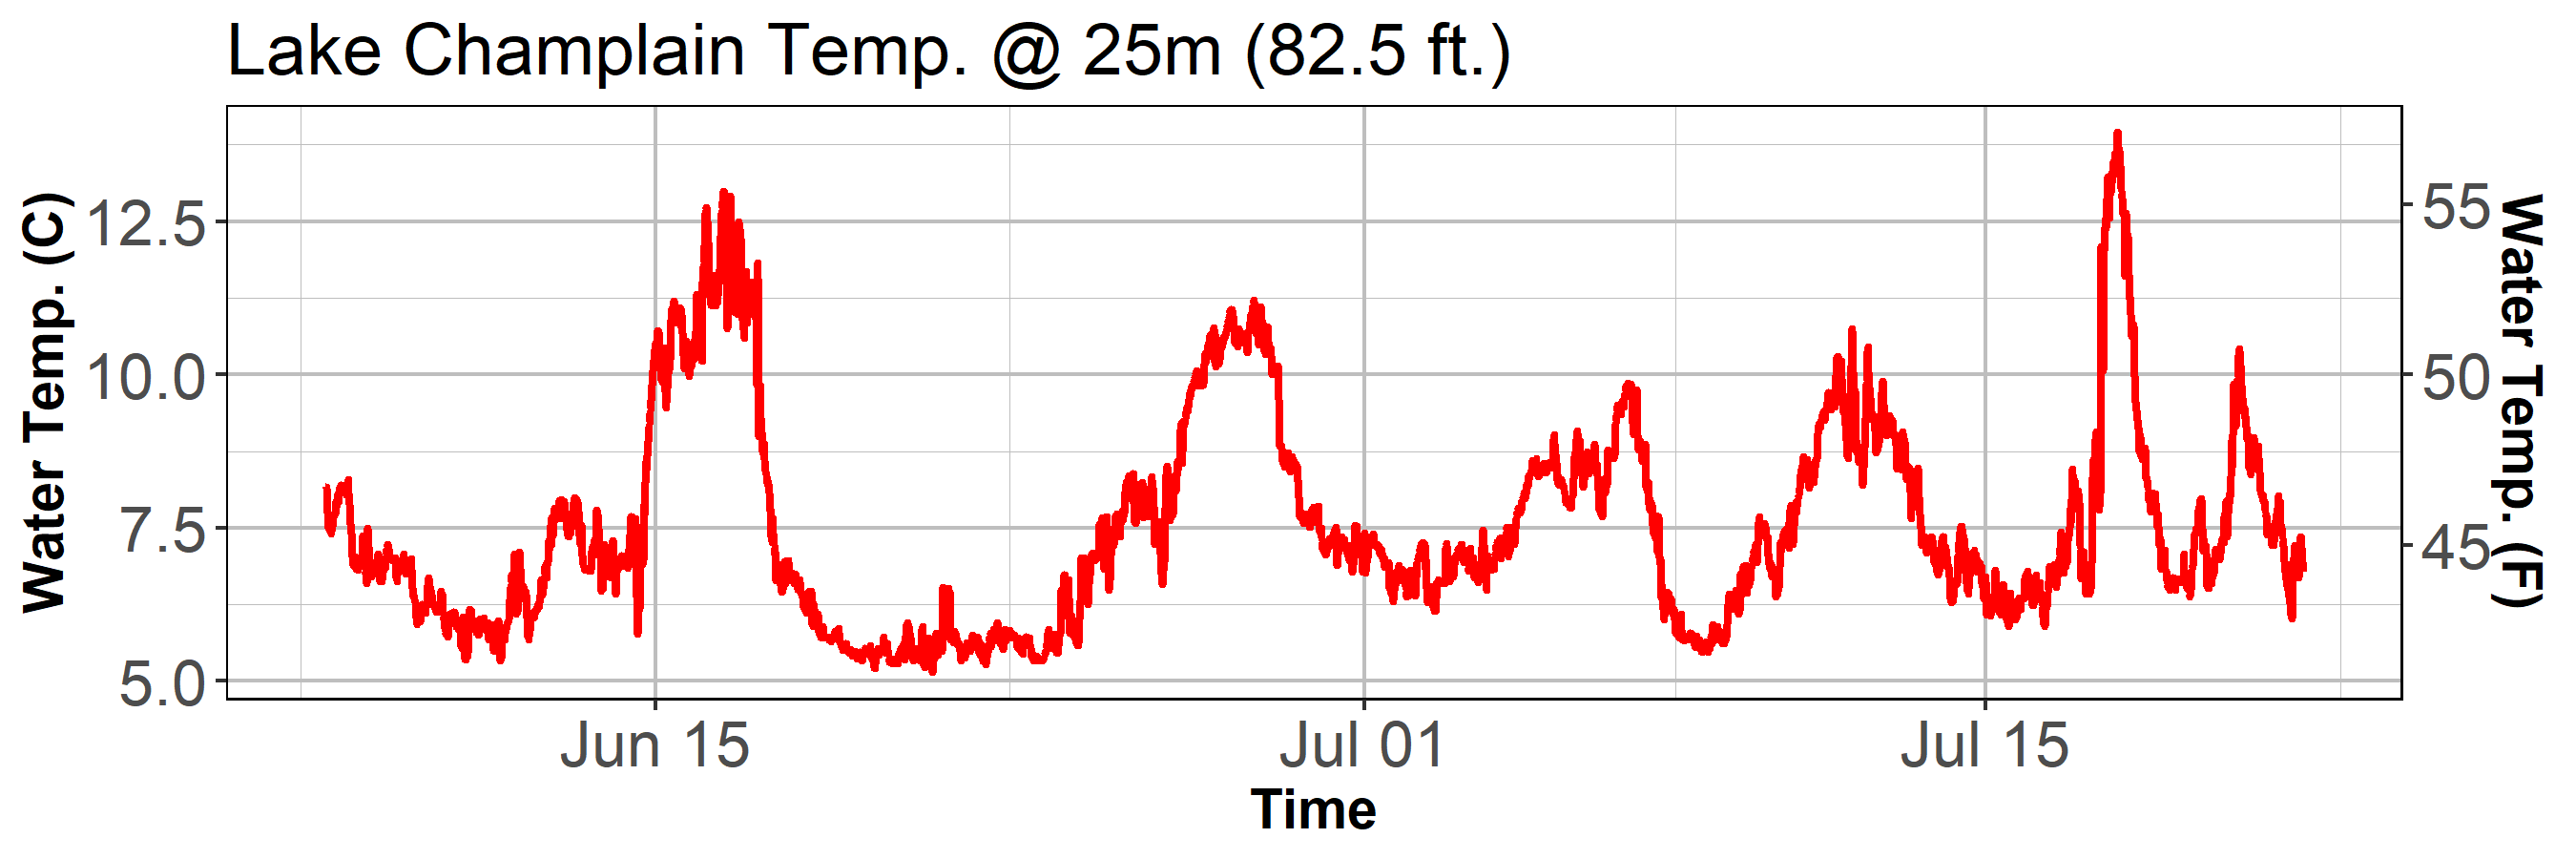 Lake Champlain Temp. @ 25m (82.5 ft.)
Water Temp. (C)
12.5
10.0
7.5
5.0
55
50
45
Water Temp. (F)
Jun 15
Jul 01
Jul 15
Time